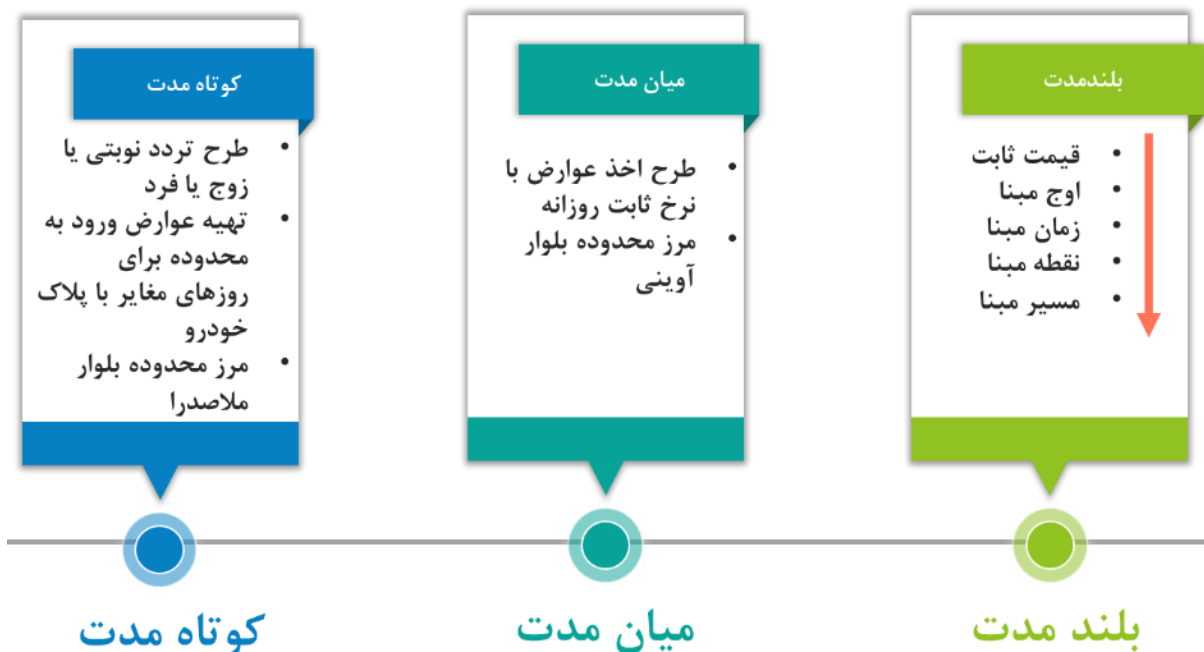 کوتاه مدت
• طرح تردد نوبتی یا
زوج یا فرد
• تهیه عوارض ورود به
محدوده برای
روزهای مغایر با پلاک
خودرو
• مرز محدوده بلوار
ملاصدرا
میان مدت
• طرح اخذ عوارض با
نرخ ثابت روزانه
• مرز محدوده بلوار
آوینی
بلندمدت
• قیمت ثابت
• اوج مبنا
• زمان مبنا
• نقطه مبنا
• مسیر مبنا
کوتاه مدت
میان مدت
بلند مدت